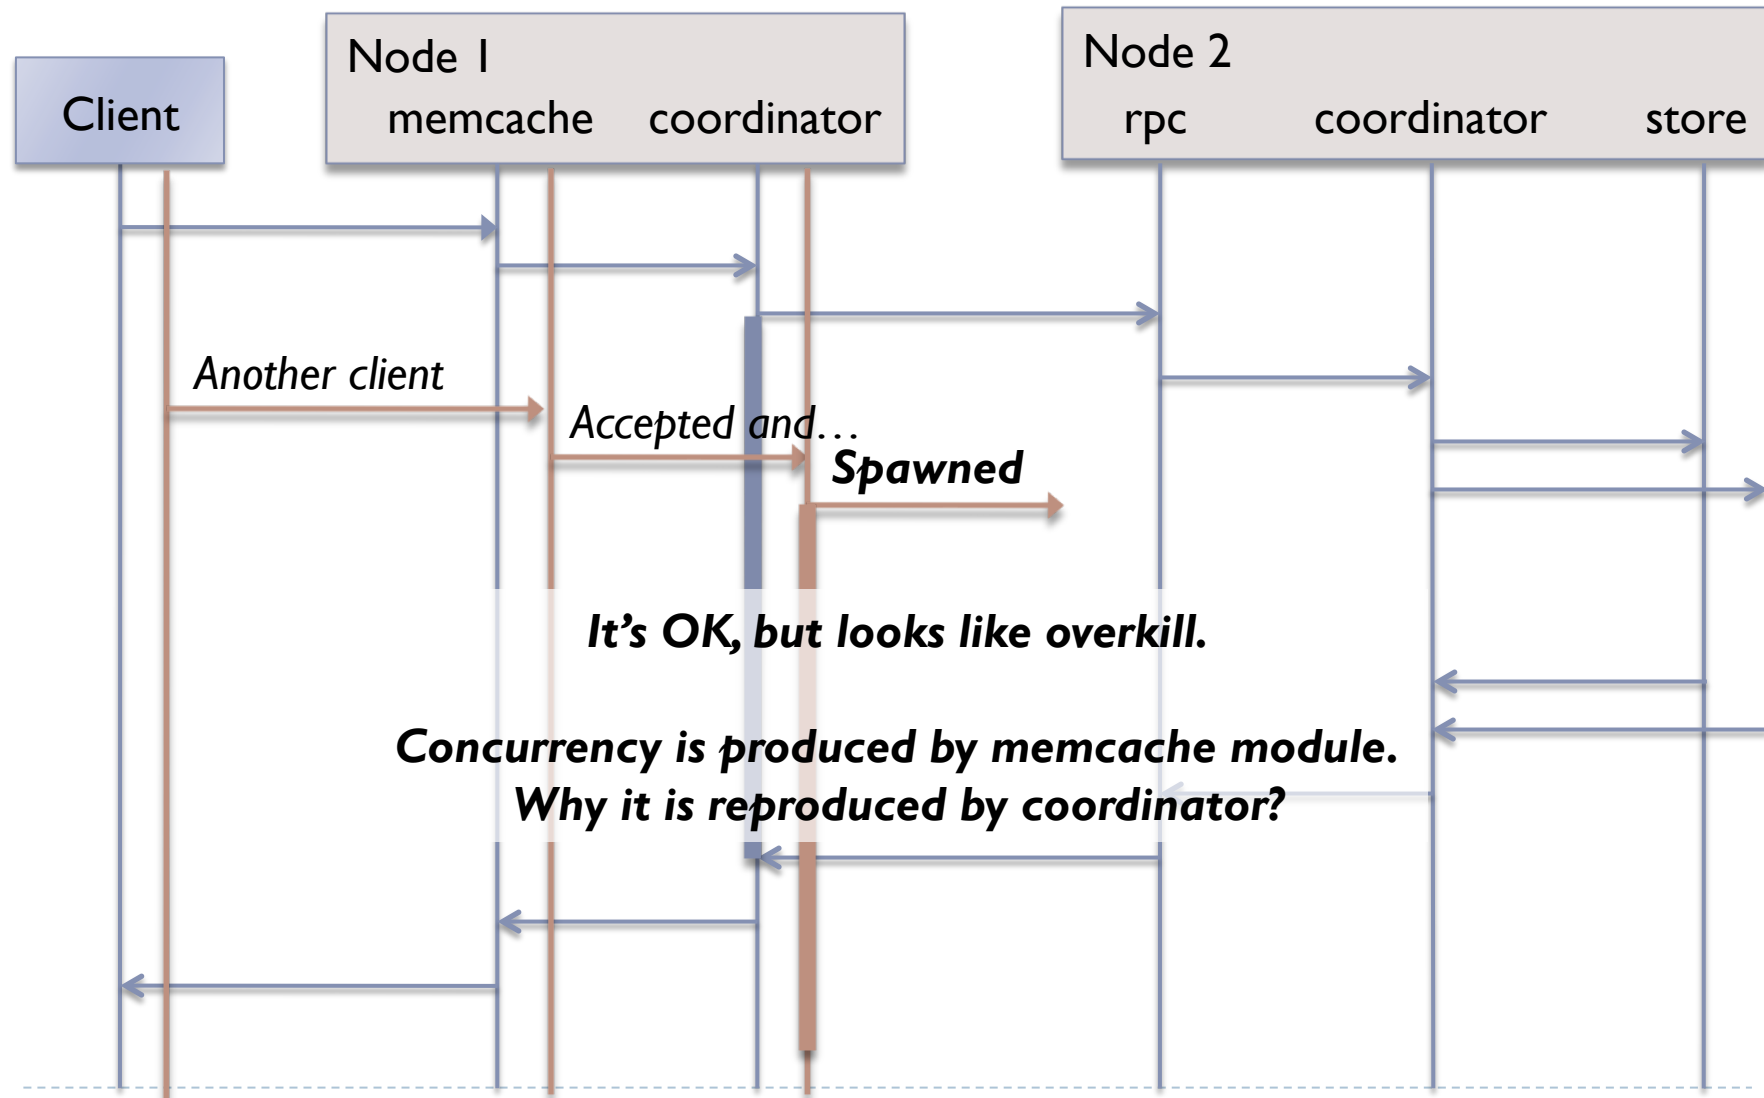 Client
Node 1
memcache coordinator
Node 2
rpc coordinator store
Another client
Accepted and…
Spawned
It’s OK, but looks like overkill.
Concurrency is produced by memcache module.
Why it is reproduced by coordinator?